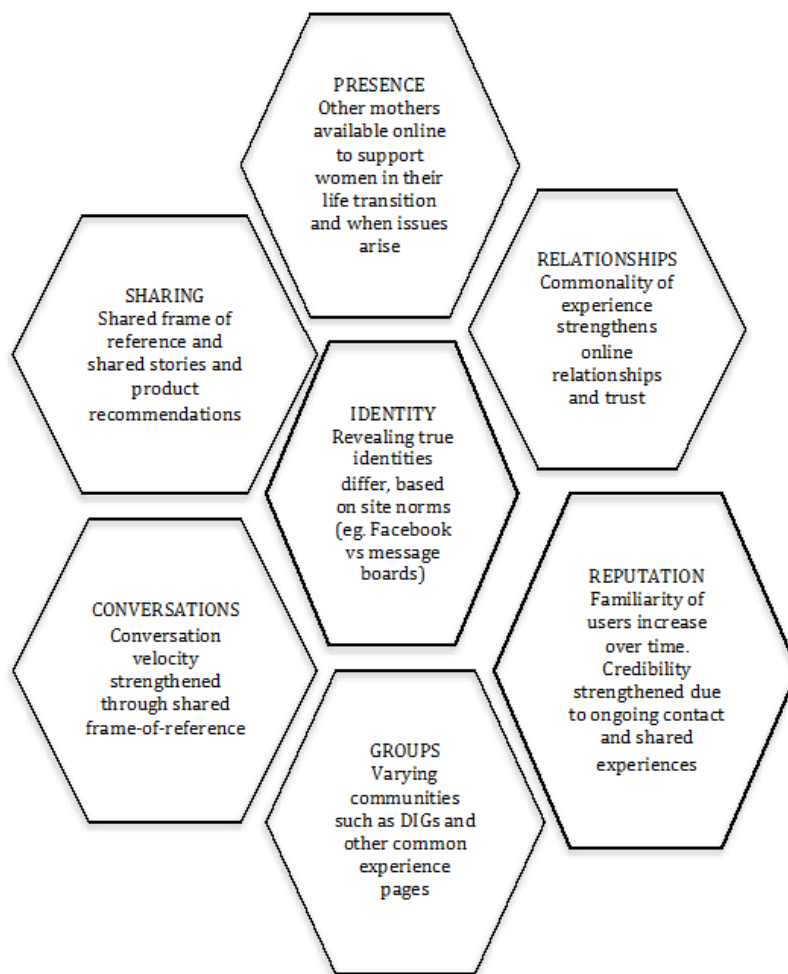 PRESENCE
Other mothers
available online
to support
women in their
life transition
and when issues
arise
RELATIONSHIPS
Commonality of
experience
strengthens
online
relationships
and trust
SHARING
Shared frame of
reference and
shared stories and
product
recommendations
IDENTITY
Revealing true
identities
differ, based
on site norms
(eg. Facebook
vs message
boards)
REPUTATION
Familiarity of
users increase
over time.
Credibility
strengthened due
to ongoing contact
and shared
experiences
CONVERSATIONS
Conversation
velocity
strengthened
through shared
frame-of-reference
GROUPS
Varying
communities
such as DIGs and
other common
experience
pages